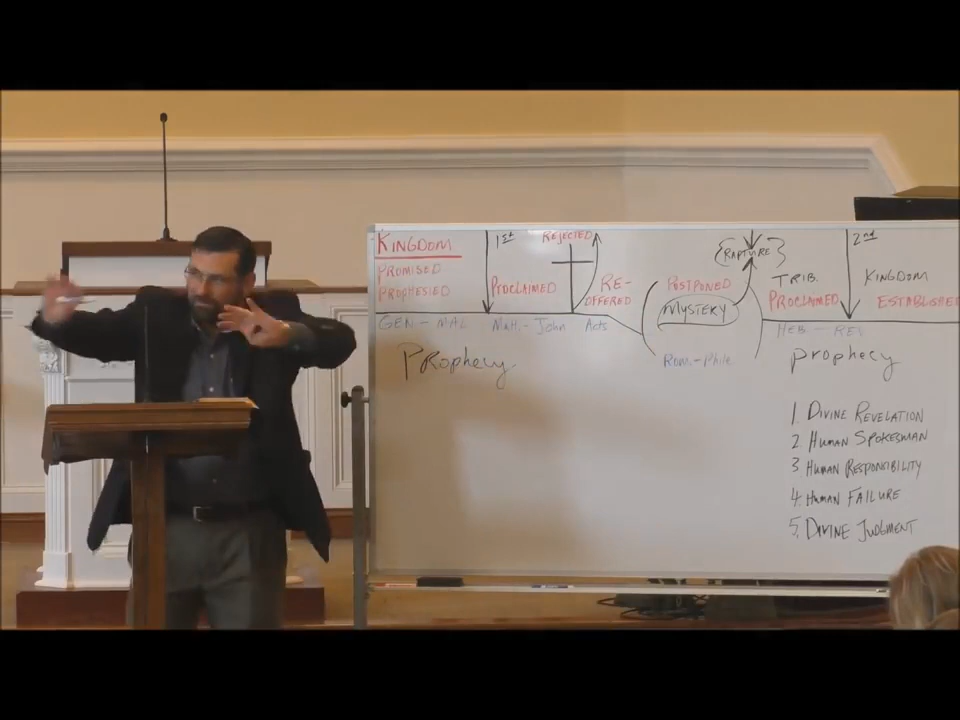 KINGDOM
PROMISED
PROPHESIED
1st
PROCLAIMED
REJECTED
RE-
OFFERED
POSTPONED
MYSTERY
{RAPTURE}
TRIB.
PROCLAIMED
2nd
KINGDOM
ESTABLISHED
GEN - MAL
Matt. - John
Acts
Rom. - Phile
HEB. - REV
PROphecy
prophecy
1. DIVINE REVELATION
2 HUMAN SPOKESMAN
3 HUMAN RESPONSIBILITY
4. HUMAN FAILURE
5. DIVINE JUDGMENT